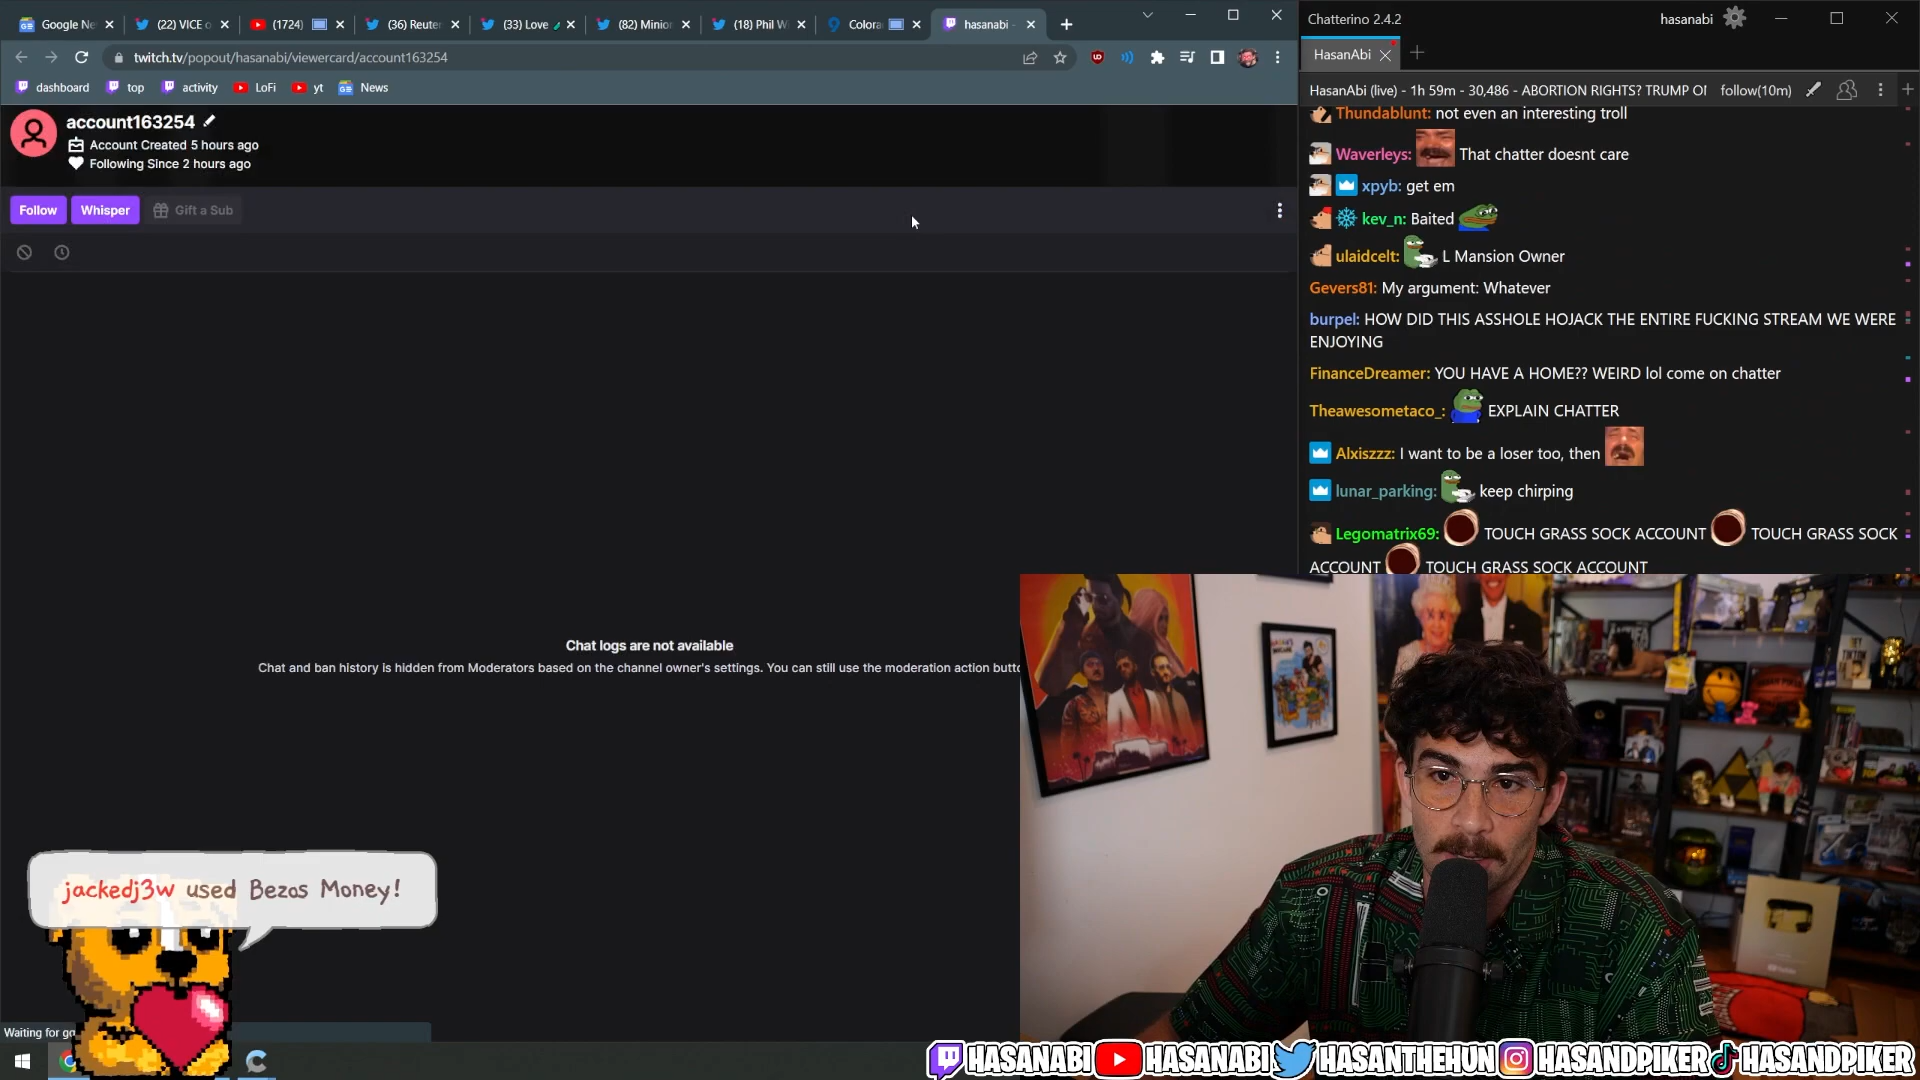 Google Ne
(22) VICE o
(1724)
(36) Reuter
(33) Love
(82) Minion
(18) Phil W
Colora
hasanabi -
twitch.tv/popout/hasanabi/viewercard/account163254
dashboard
top
activity
LoFi
yt
News
account163254
Account Created 5 hours ago
Following Since 2 hours ago
Follow
Whisper
Gift a Sub
Chat logs are not available
Chat and ban history is hidden from Moderators based on the channel owner's settings. You can still use the moderation action butto
jackedj3w used Bezos Money!
Waiting for go
Chatterino 2.4.2
hasanabi
HasanAbi
HasanAbi (live) - 1h 59m - 30,486 - ABORTION RIGHTS? TRUMP OI
follow(10m)
Thundablunt: not even an interesting troll
Waverleys: That chatter doesnt care
xpyb: get em
kev_n: Baited
ulaidcelt: L Mansion Owner
Gevers81: My argument: Whatever
burpel: HOW DID THIS ASSHOLE HOJACK THE ENTIRE FUCKING STREAM WE WERE
ENJOYING
FinanceDreamer: YOU HAVE A HOME?? WEIRD lol come on chatter
Theawesometaco_: EXPLAIN CHATTER
Alxiszzz: I want to be a loser too, then
lunar_parking: keep chirping
Legomatrix69: TOUCH GRASS SOCK ACCOUNT TOUCH GRASS SOCK
ACCOUNT TOUCH GRASS SOCK ACCOUNT
HASANABI
HASANABI
HASANTHEHUN
HASANDPIKER
HASANDPIKER